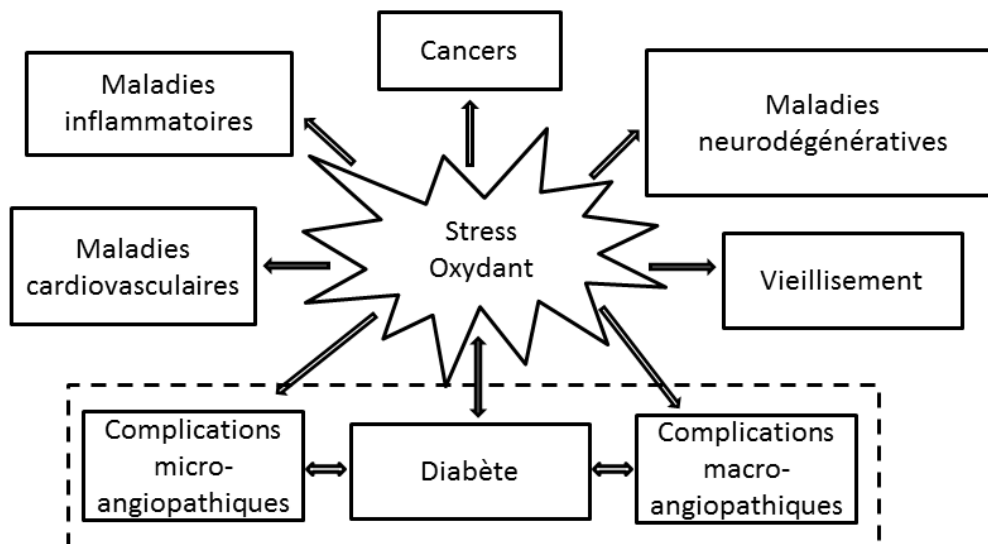 Cancers
Maladies
inflammatoires
Maladies
neurodégénératives
Stress
Oxydant
Maladies
cardiovasculaires
Vieillisement
Complications
micro-
angiopathiques
Diabète
Complications
macro-
angiopathiques